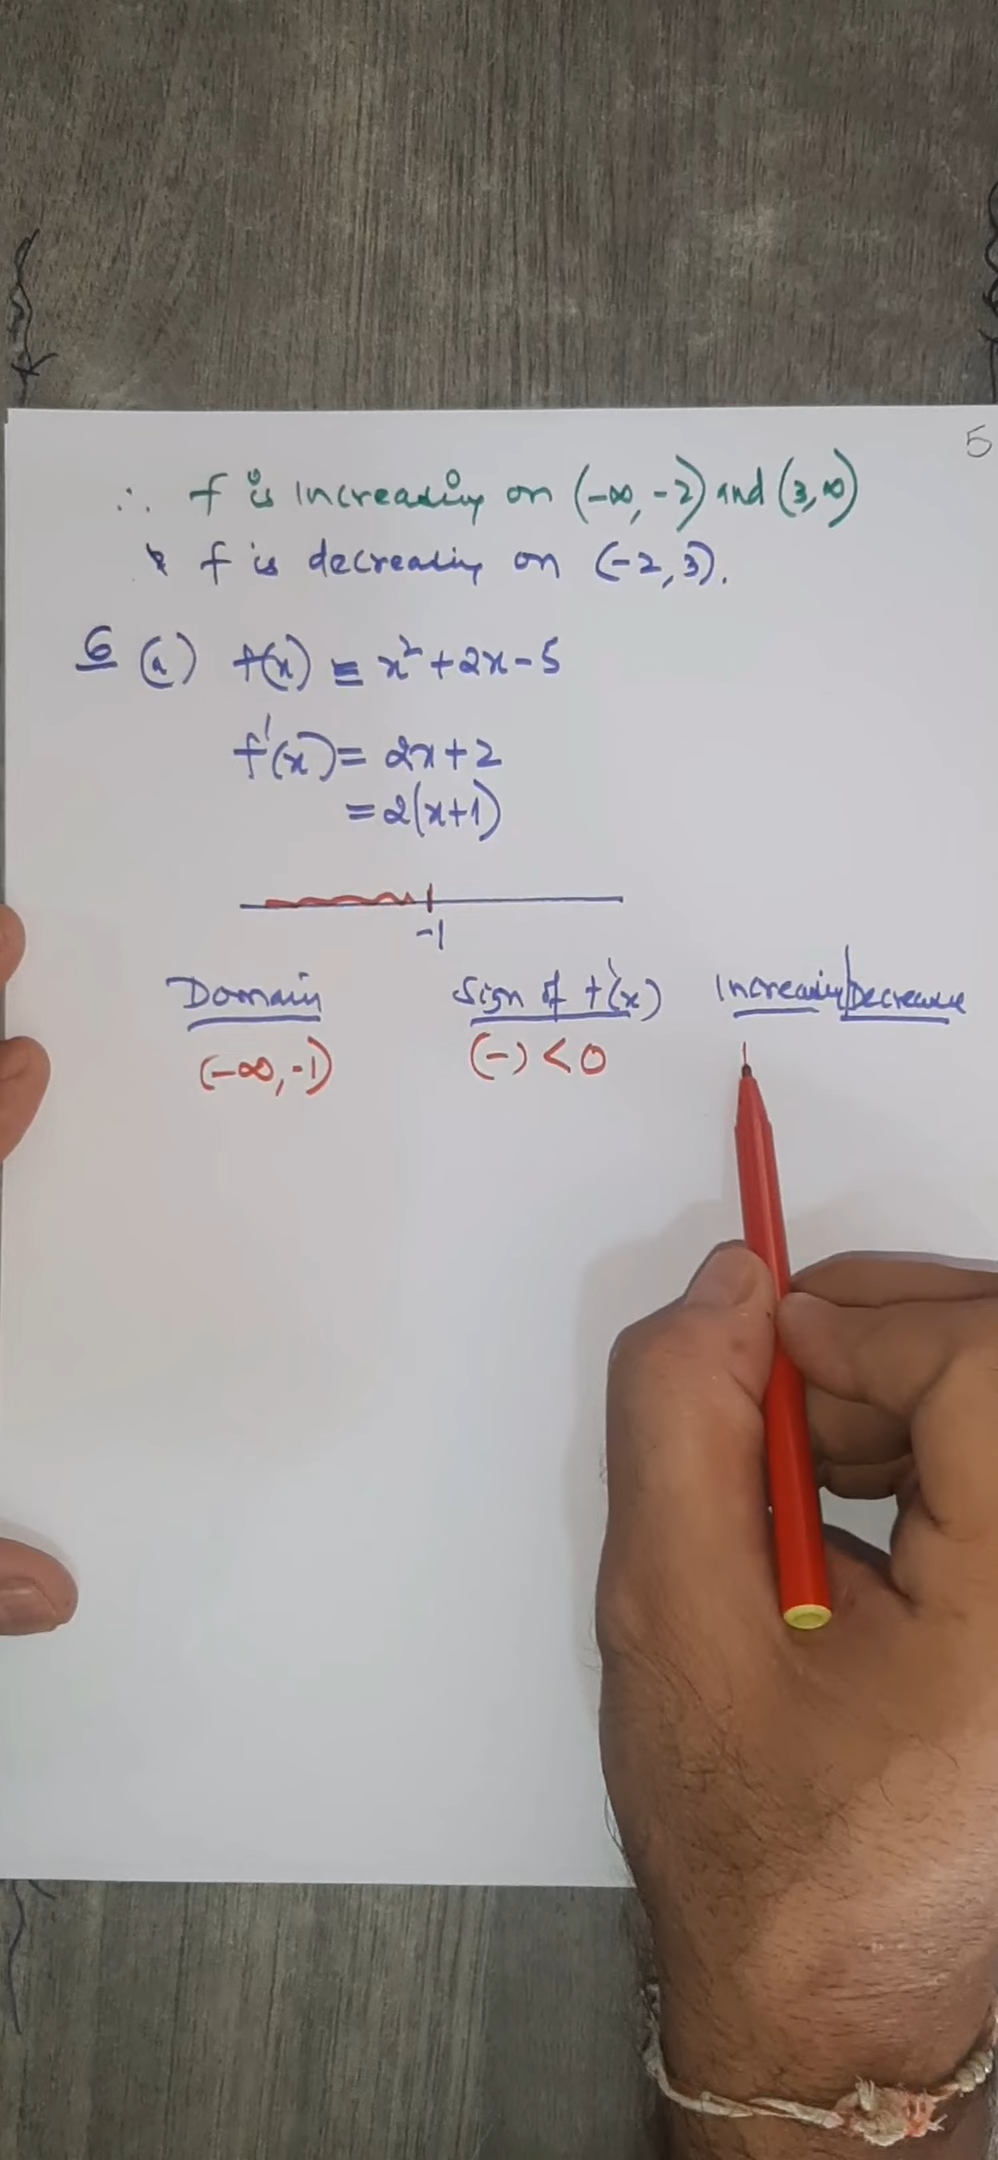 5
∴ f is increasing on (-∞, -2) and (3, ∞)
& f is decreasing on (-2, 3).
6 (a) f(x) = x²+2x-5
f'(x) = 2x+2
= 2(x+1)
-1
Domain Sign of f'(x) Increasing/Decrease
(-∞, -1) (-) < 0